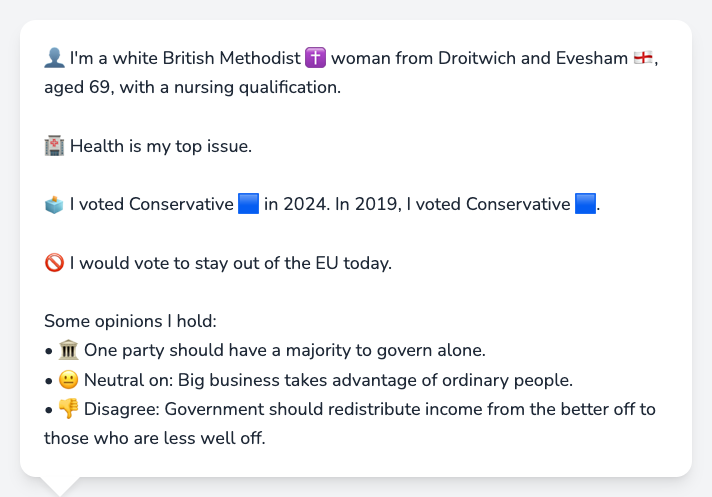 👤 I'm a white British Methodist ✝️ woman from Droitwich and Evesham 🏴󠁧󠁢󠁥󠁮󠁧󠁿,
aged 69, with a nursing qualification.
🏥 Health is my top issue.
🗳️ I voted Conservative 🟦 in 2024. In 2019, I voted Conservative 🟦.
🚫 I would vote to stay out of the EU today.
Some opinions I hold:
• 🏛️ One party should have a majority to govern alone.
• 😐 Neutral on: Big business takes advantage of ordinary people.
• 👎 Disagree: Government should redistribute income from the better off to
those who are less well off.